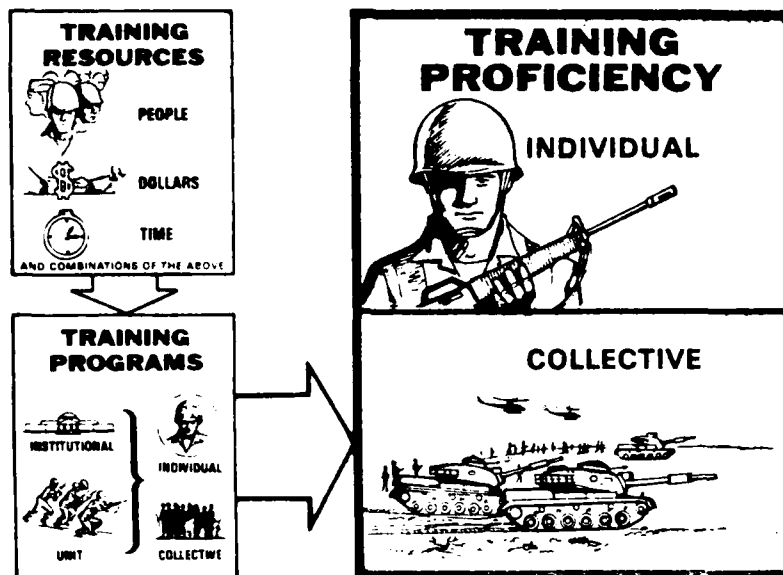 TRAINING
RESOURCES
PEOPLE
DOLLARS
TIME
AND COMBINATIONS OF THE ABOVE
TRAINING
PROGRAMS
INSTITUTIONAL
INDIVIDUAL
UNIT
COLLECTIVE
TRAINING
PROFICIENCY
INDIVIDUAL
COLLECTIVE